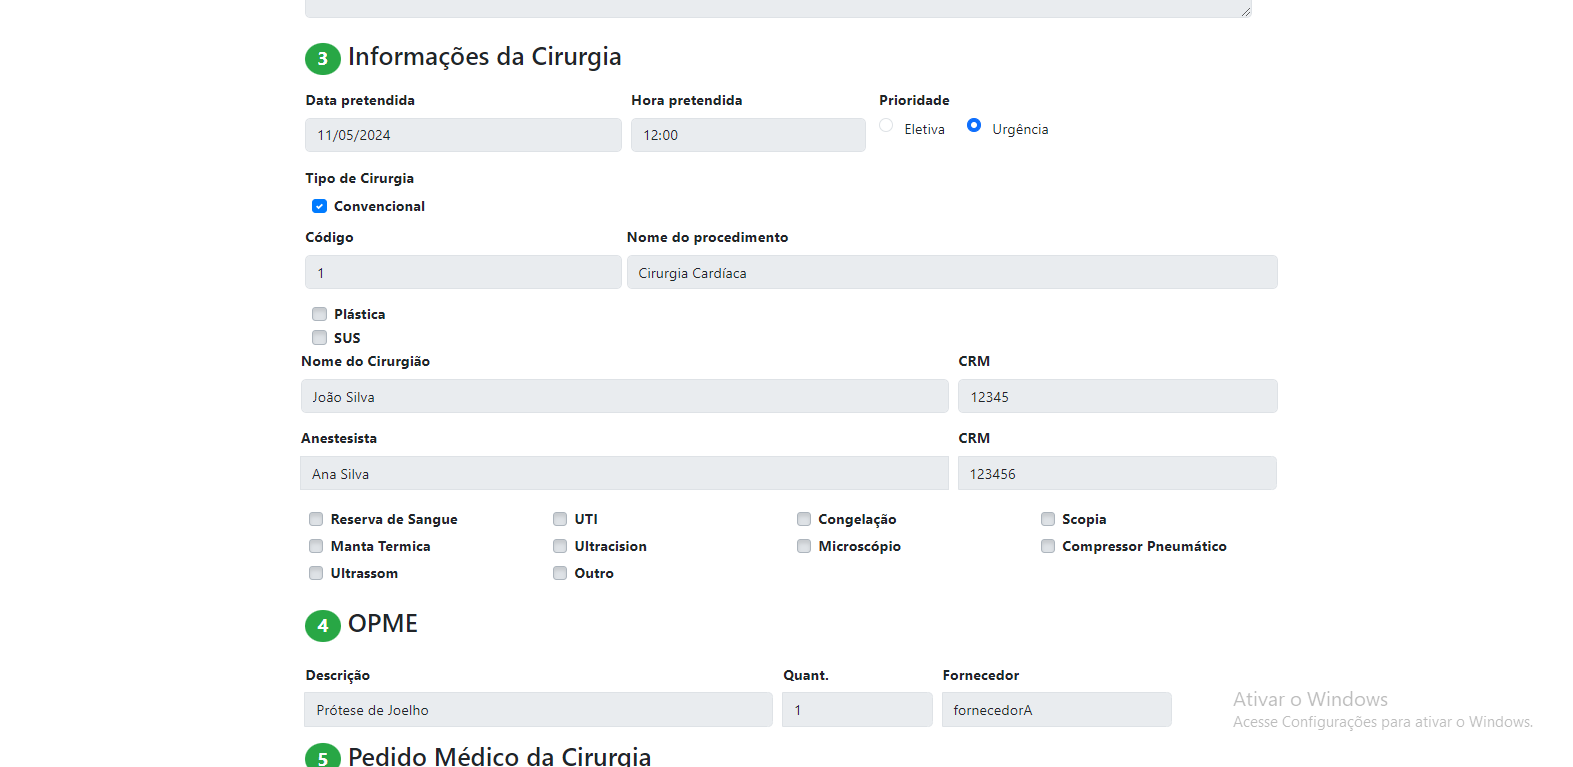 3 Informações da Cirurgia
Data pretendida Hora pretendida Prioridade
11/05/2024 12:00 Eletiva Urgência
Tipo de Cirurgia
Convencional
Código Nome do procedimento
1 Cirurgia Cardíaca
Plástica
SUS
Nome do Cirurgião CRM
João Silva 12345
Anestesista CRM
Ana Silva 123456
Reserva de Sangue UTI Congelação Scopia
Manta Termica Ultracision Microscópio Compressor Pneumático
Ultrassom Outro
4 OPME
Descrição Quant. Fornecedor
Prótese de Joelho 1 fornecedorA
Ativar o Windows
Acesse Configurações para ativar o Windows.
5 Pedido Médico da Cirurgia